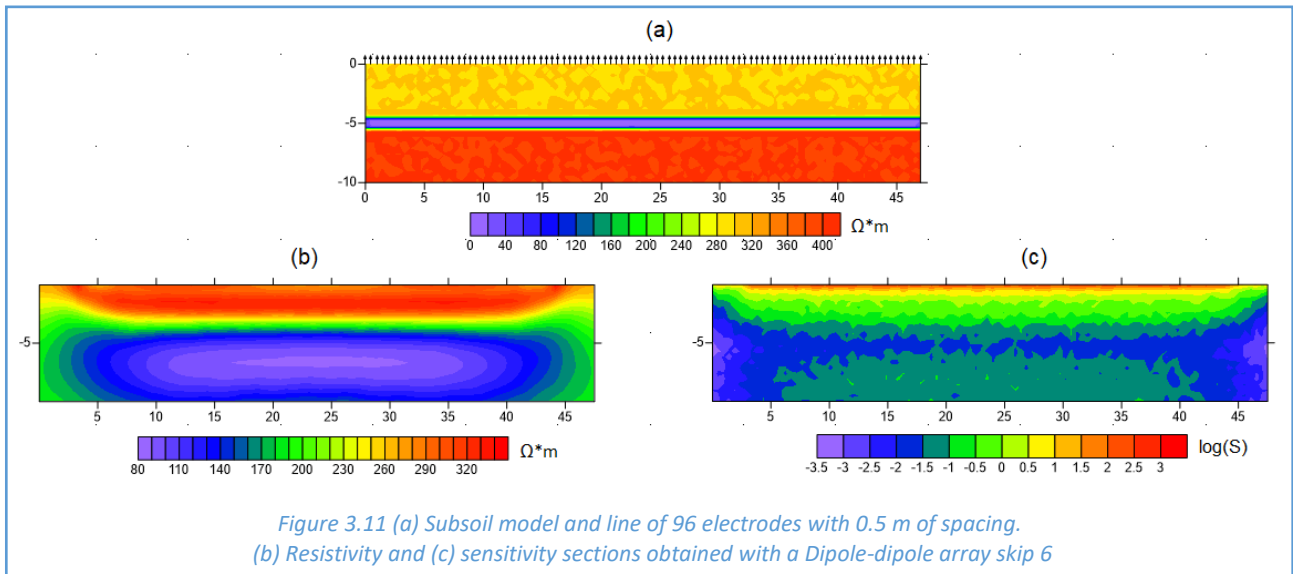 (a)
0
-5
-10
0 5 10 15 20 25 30 35 40 45
0 40 80 120 160 200 240 280 320 360 400 Ω*m
(b)
(c)
-5
5 10 15 20 25 30 35 40 45
80 110 140 170 200 230 260 290 320 Ω*m
-5
5 10 15 20 25 30 35 40 45
-3.5 -3 -2.5 -2 -1.5 -1 -0.5 0 0.5 1 1.5 2 2.5 3 log(S)
Figure 3.11 (a) Subsoil model and line of 96 electrodes with 0.5 m of spacing.
(b) Resistivity and (c) sensitivity sections obtained with a Dipole-dipole array skip 6